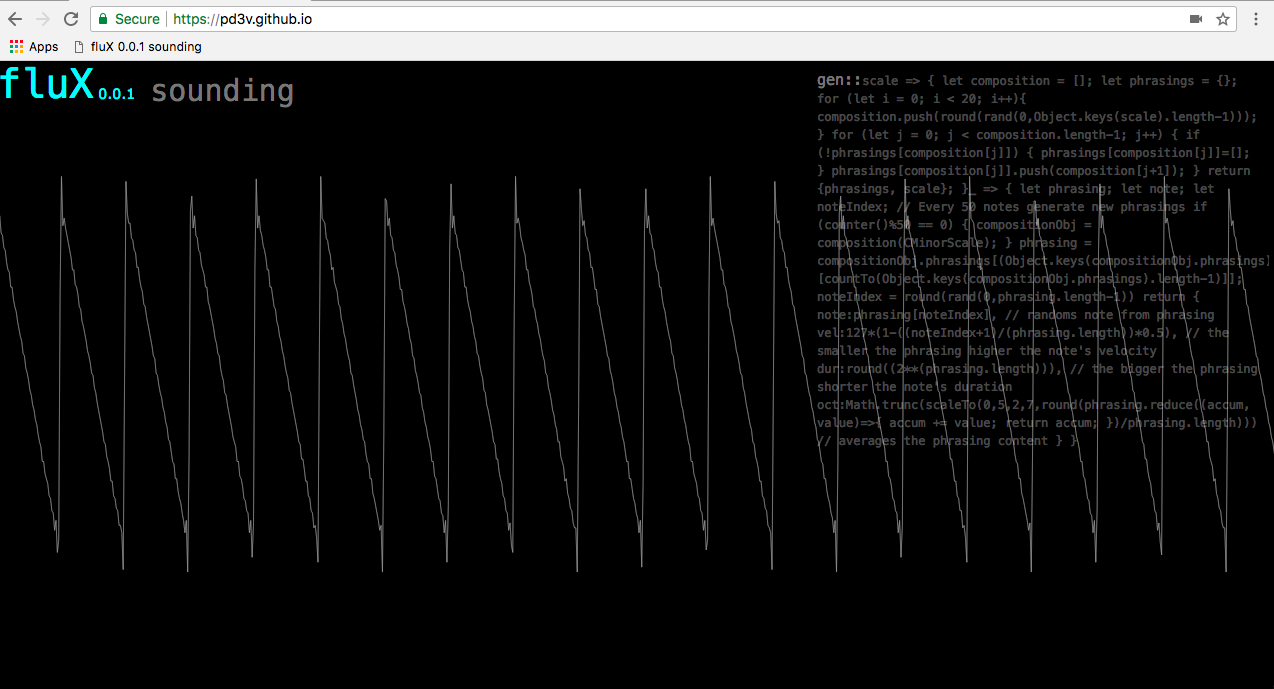 Secure https://pd3v.github.io
Apps fluX 0.0.1 sounding
fluX 0.0.1 sounding
gen::scale => { let composition = []; let phrasings = {};
for (let i = 0; i < 20; i++){
composition.push(round(rand(0,Object.keys(scale).length-1)));
} for (let j = 0; j < composition.length-1; j++) { if
(!phrasings[composition[j]]) { phrasings[composition[j]]=[];
} phrasings[composition[j]].push(composition[j+1]); } return
{phrasings, scale}; }_ => { let phrasing; let note; let
noteIndex; // Every 50 notes generate new phrasings if
(counter()%50 == 0) { compositionObj =
composition(CMinorScale); } phrasing =
compositionObj.phrasings[(Object.keys(compositionObj.phrasings)
[countTo(Object.keys(compositionObj.phrasings).length-1)]];
noteIndex = round(rand(0,phrasing.length-1)) return {
note:phrasing[noteIndex], // randoms note from phrasing
vel:127*(1-((noteIndex+1)/(phrasing.length))*0.5), // the
smaller the phrasing higher the note's velocity
dur:round((2**(phrasing.length))), // the bigger the phrasing
shorter the note's duration
oct:Math.trunc(scaleTo(0,5,2,7,round(phrasing.reduce((accum,
value)=>{ accum += value; return accum; })/phrasing.length)))
// averages the phrasing content } }